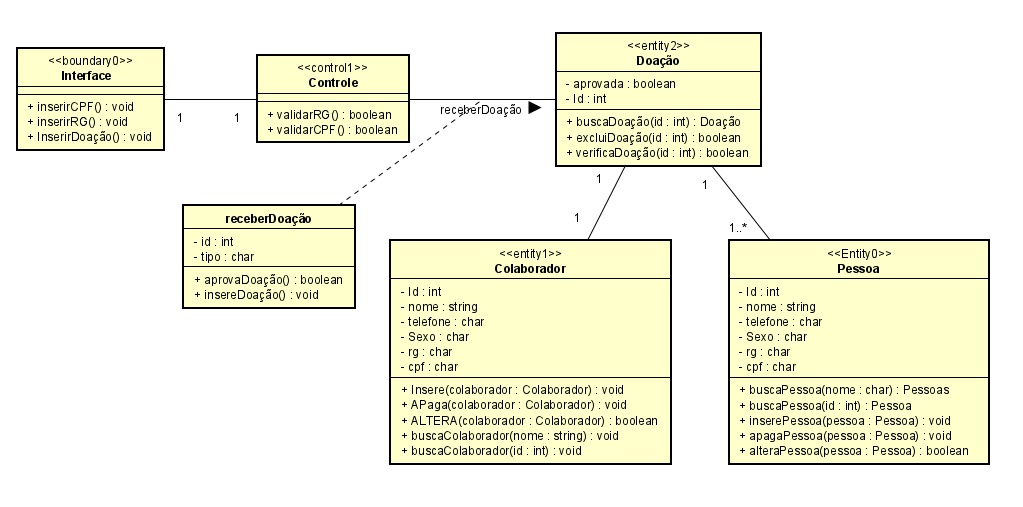 <<boundary0>>
Interface
+ inserirCPF() : void
+ inserirRG() : void
+ InserirDoação() : void
1
1
<<control1>>
Controle
+ validarRG() : boolean
+ validarCPF() : boolean
receberDoação
<<entity2>>
Doação
- aprovada : boolean
- Id : int
+ buscaDoação(id : int) : Doação
+ excluiDoação(id : int) : boolean
+ verificaDoação(id : int) : boolean
1
1
1
1..*
receberDoação
- id : int
- tipo : char
+ aprovaDoação() : boolean
+ insereDoação() : void
<<entity1>>
Colaborador
- Id : int
- nome : string
- telefone : char
- Sexo : char
- rg : char
- cpf : char
+ Insere(colaborador : Colaborador) : void
+ APaga(colaborador : Colaborador) : void
+ ALTERA(colaborador : Colaborador) : boolean
+ buscaColaborador(nome : string) : void
+ buscaColaborador(id : int) : void
<<Entity0>>
Pessoa
- Id : int
- nome : string
- telefone : char
- Sexo : char
- rg : char
- cpf : char
+ buscaPessoa(nome : char) : Pessoas
+ buscaPessoa(id : int) : Pessoa
+ inserePessoa(pessoa : Pessoa) : void
+ apagaPessoa(pessoa : Pessoa) : void
+ alteraPessoa(pessoa : Pessoa) : boolean